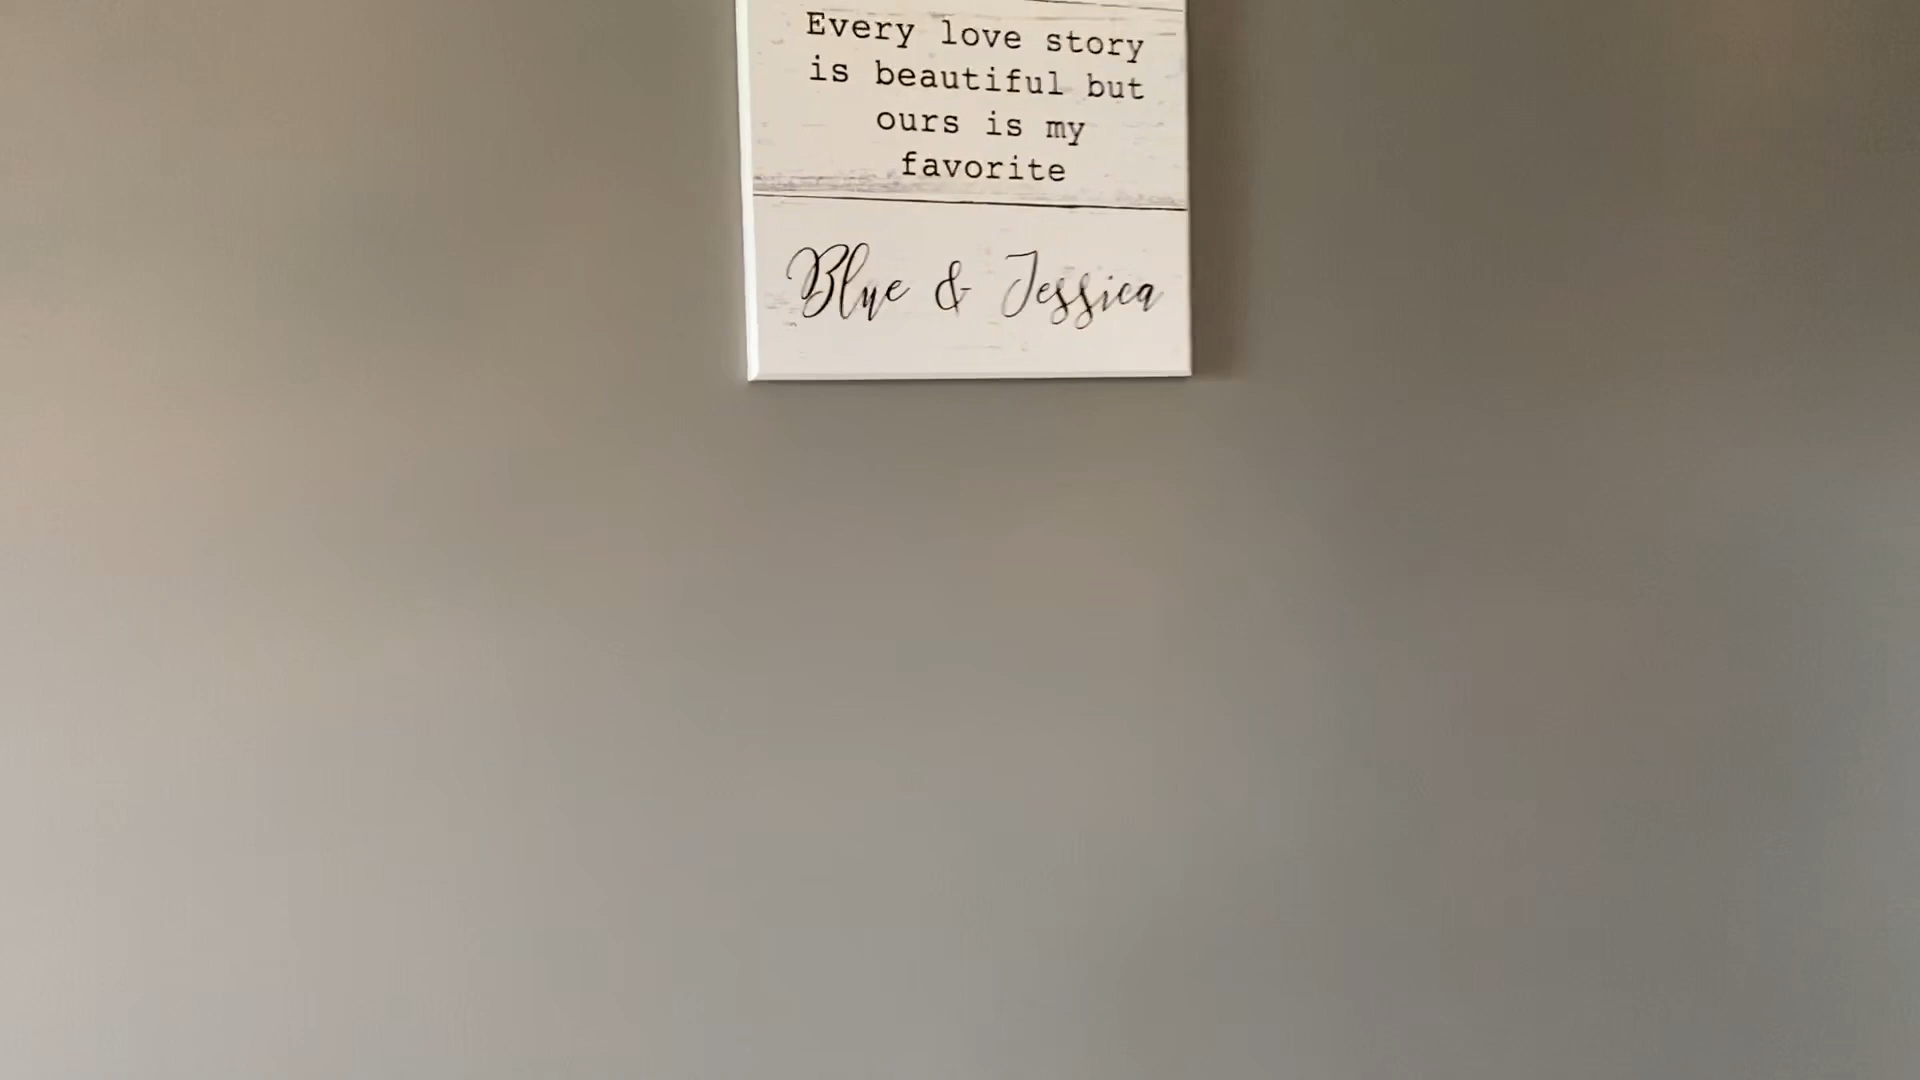 Every love story
is beautiful but
ours is my
favorite
Blue & Jessica